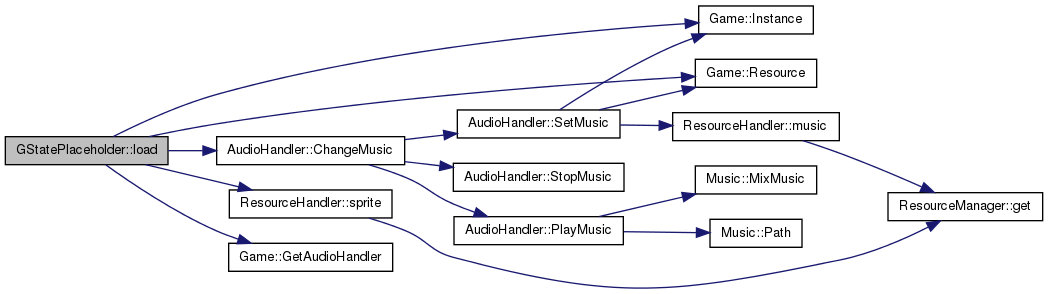 Game::Instance
Game::Resource
AudioHandler::SetMusic
ResourceHandler::music
GStatePlaceholder::load
AudioHandler::ChangeMusic
AudioHandler::StopMusic
Music::MixMusic
ResourceHandler::sprite
ResourceManager::get
AudioHandler::PlayMusic
Music::Path
Game::GetAudioHandler